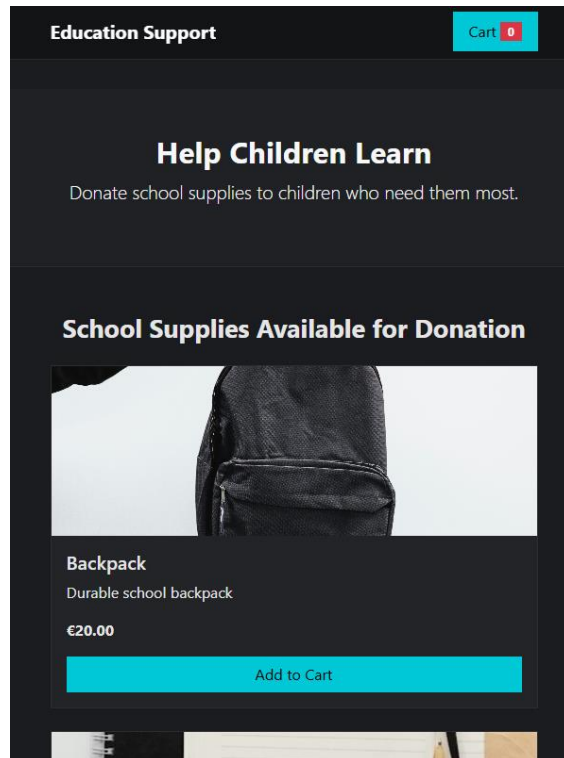 Education Support
Cart 0
Help Children Learn
Donate school supplies to children who need them most.
School Supplies Available for Donation
Backpack
Durable school backpack
€20.00
Add to Cart